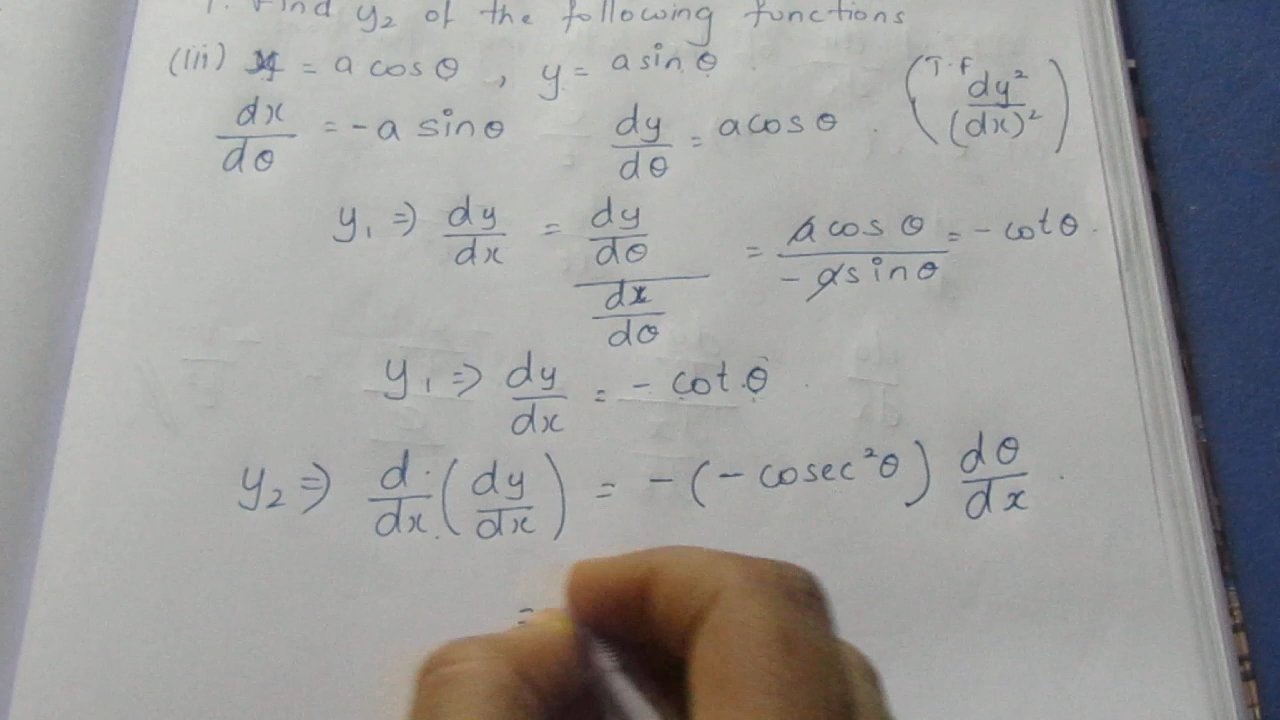 1. Find y₂ of the following functions
(iii) x = a cos θ , y = a sin θ
dx/dθ = -a sin θ dy/dθ = a cos θ . (T.F dy²/(dx)²)
y₁ ⇒ dy/dx = (dy/dθ)/(dx/dθ) = a cos θ/(- a sin θ) = - cot θ.
y₁ ⇒ dy/dx = - cot θ
y₂ ⇒ d/dx (dy/dx) = - (- cosec² θ) dθ/dx .
=